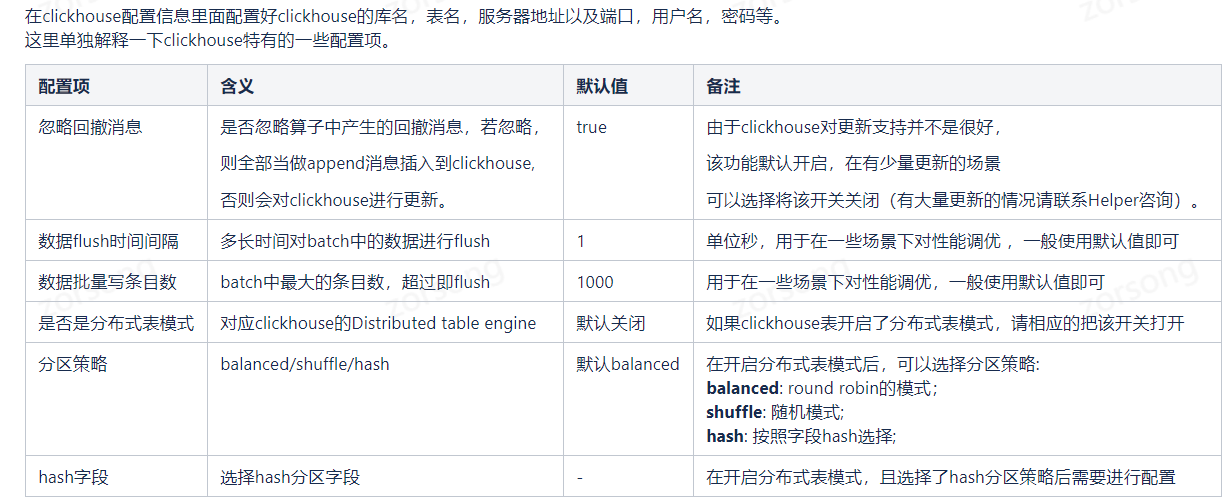 在clickhouse配置信息里面配置好clickhouse的库名，表名，服务器地址以及端口，用户名，密码等。
这里单独解释一下clickhouse特有的一些配置项。
配置项 含义 默认值 备注
忽略回撤消息 是否忽略算子中产生的回撤消息，若忽略， true 由于clickhouse对更新支持并不是很好，
则全部当做append消息插入到clickhouse, 该功能默认开启，在有少量更新的场景
否则会对clickhouse进行更新。 可以选择将该开关关闭（有大量更新的情况请联系Helper咨询）。
数据flush时间间隔 多长时间对batch中的数据进行flush 1 单位秒，用于在一些场景下对性能调优 ，一般使用默认值即可
数据批量写条目数 batch中最大的条目数，超过即flush 1000 用于在一些场景下对性能调优，一般使用默认值即可
是否是分布式表模式 对应clickhouse的Distributed table engine 默认关闭 如果clickhouse表开启了分布式表模式，请相应的把该开关打开
分区策略 balanced/shuffle/hash 默认balanced 在开启分布式表模式后，可以选择分区策略:
balanced: round robin的模式；
shuffle: 随机模式;
hash: 按照字段hash选择;
hash字段 选择hash分区字段 - 在开启分布式表模式，且选择了hash分区策略后需要进行配置
zorsong
zorsong
zorsong
zorsong